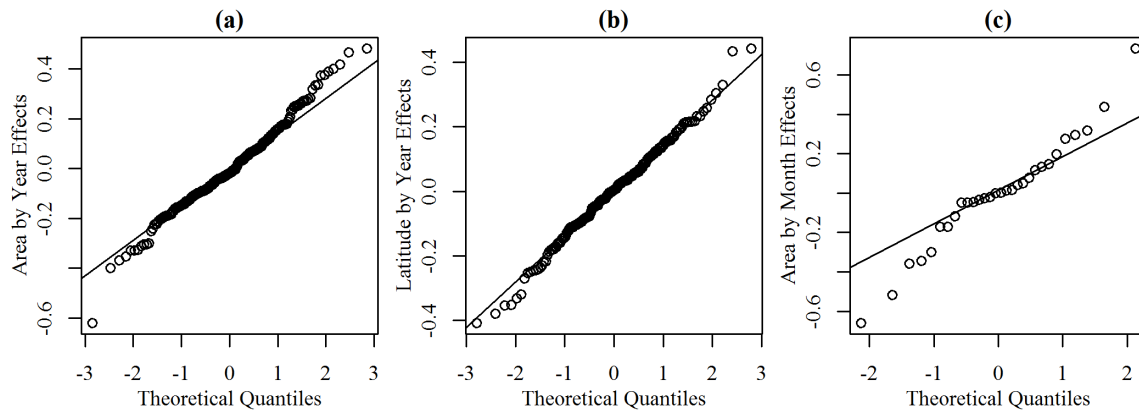 (a)
Area by Year Effects
0.4
0.2
0.0
-0.2
-0.6
-3 -2 -1 0 1 2 3
Theoretical Quantiles
(b)
Latitude by Year Effects
0.4
0.2
0.0
-0.2
-0.4
-3 -2 -1 0 1 2 3
Theoretical Quantiles
(c)
Area by Month Effects
0.6
0.2
-0.2
-0.6
-2 -1 0 1 2
Theoretical Quantiles